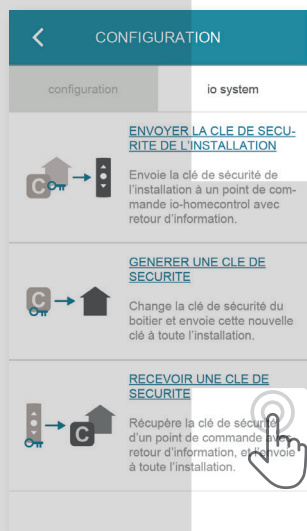 CONFIGURATION
configuration
io system
ENVOYER LA CLE DE SECU-
RITE DE L'INSTALLATION
Envoie la clé de sécurité de
l'installation à un point de com-
mande io-homecontrol avec
retour d'information.
C
GENERER UNE CLE DE
SECURITE
Change la clé de sécurité du
boitier et envoie cette nouvelle
clé à toute l'installation.
C
RECEVOIR UNE CLE DE
SECURITE
Récupère la clé de sécurité
d'un point de commande avec
retour d'information, et l'envoie
à toute l'installation.
C